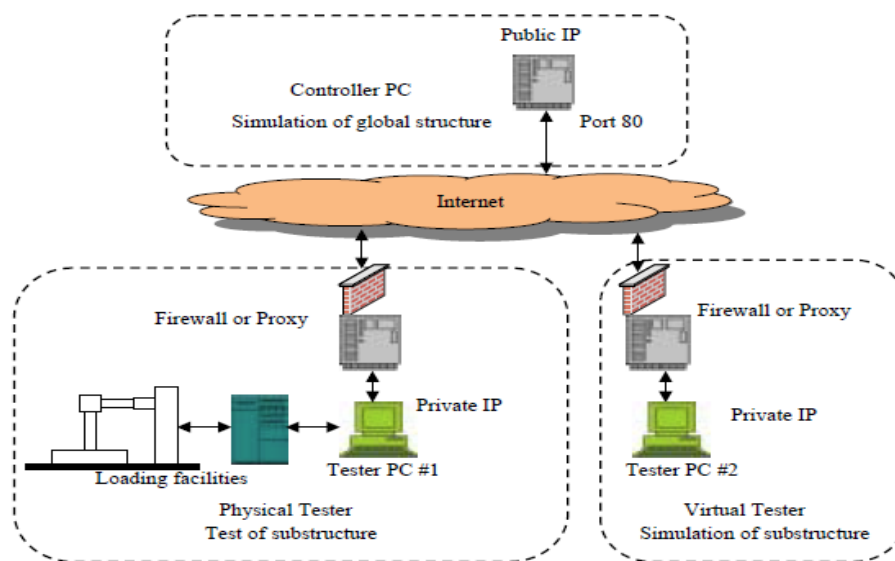 Public IP
Controller PC
Simulation of global structure
Port 80
Internet
Firewall or Proxy
Private IP
Tester PC #1
Loading facilities
Physical Tester
Test of substructure
Firewall or Proxy
Private IP
Tester PC #2
Virtual Tester
Simulation of substructure